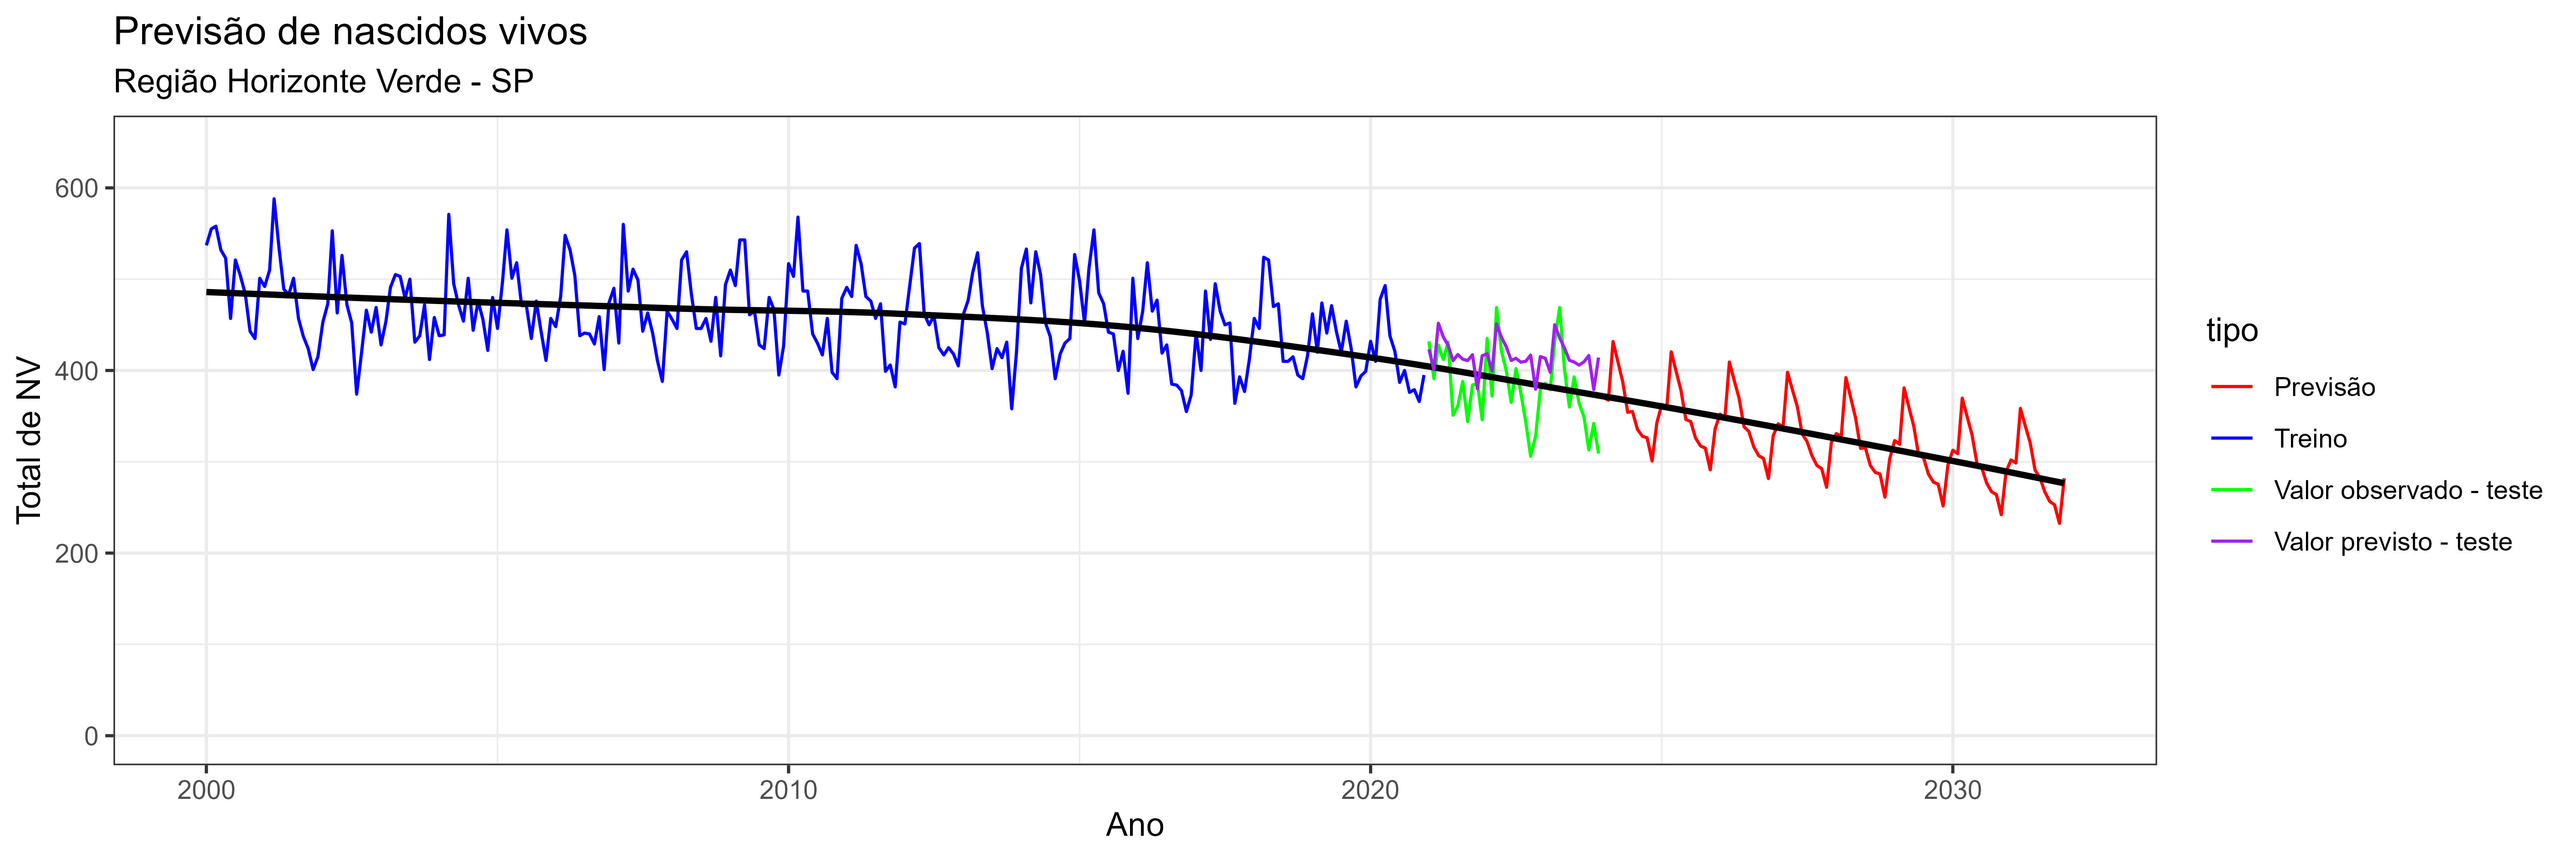 Previsão de nascidos vivos
Região Horizonte Verde - SP
Total de NV
600
400
200
0
2000
2010
2020
2030
Ano
tipo
Previsão
Treino
Valor observado - teste
Valor previsto - teste